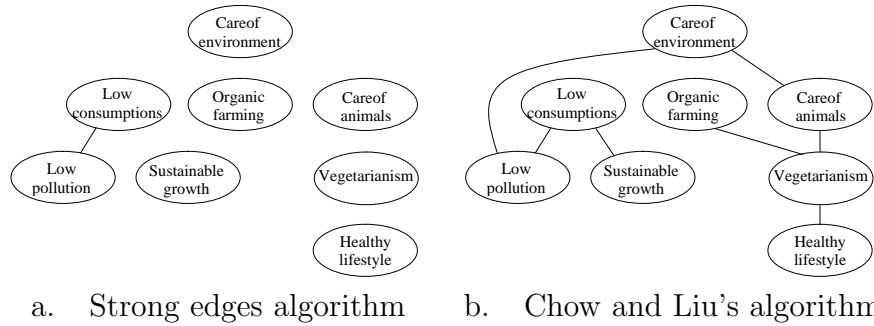 Careof
environment
Low
consumptions
Organic
farming
Careof
animals
Low
pollution
Sustainable
growth
Vegetarianism
Healthy
lifestyle
a. Strong edges algorithm
Careof
environment
Low
consumptions
Organic
farming
Careof
animals
Low
pollution
Sustainable
growth
Vegetarianism
Healthy
lifestyle
b. Chow and Liu's algorithm